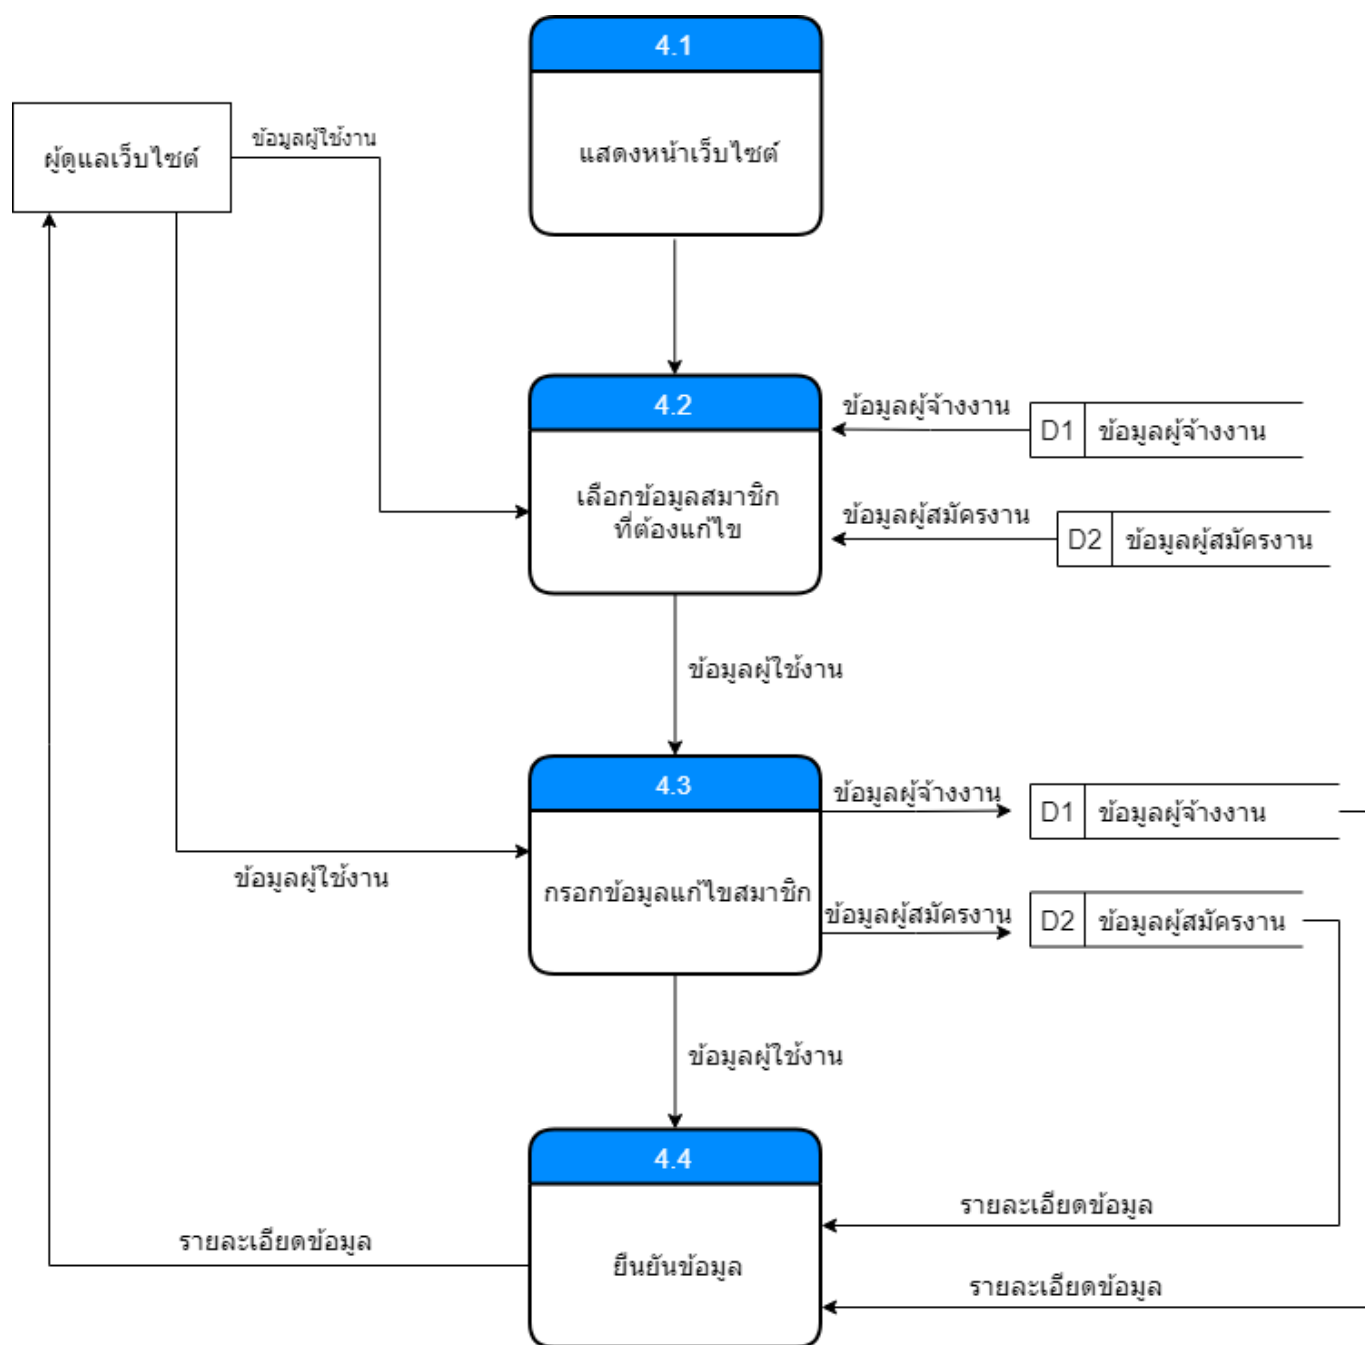 4.1
แสดงหน้าเว็บไซต์
ผู้ดูแลเว็บไซต์
ข้อมูลผู้ใช้งาน
4.2
เลือกข้อมูลสมาชิก
ที่ต้องแก้ไข
ข้อมูลผู้จ้างงาน
D1 ข้อมูลผู้จ้างงาน
ข้อมูลผู้สมัครงาน
D2 ข้อมูลผู้สมัครงาน
ข้อมูลผู้ใช้งาน
4.3
กรอกข้อมูลแก้ไขสมาชิก
ข้อมูลผู้ใช้งาน
ข้อมูลผู้จ้างงาน
D1 ข้อมูลผู้จ้างงาน
ข้อมูลผู้สมัครงาน
D2 ข้อมูลผู้สมัครงาน
ข้อมูลผู้ใช้งาน
4.4
ยืนยันข้อมูล
รายละเอียดข้อมูล
รายละเอียดข้อมูล
รายละเอียดข้อมูล